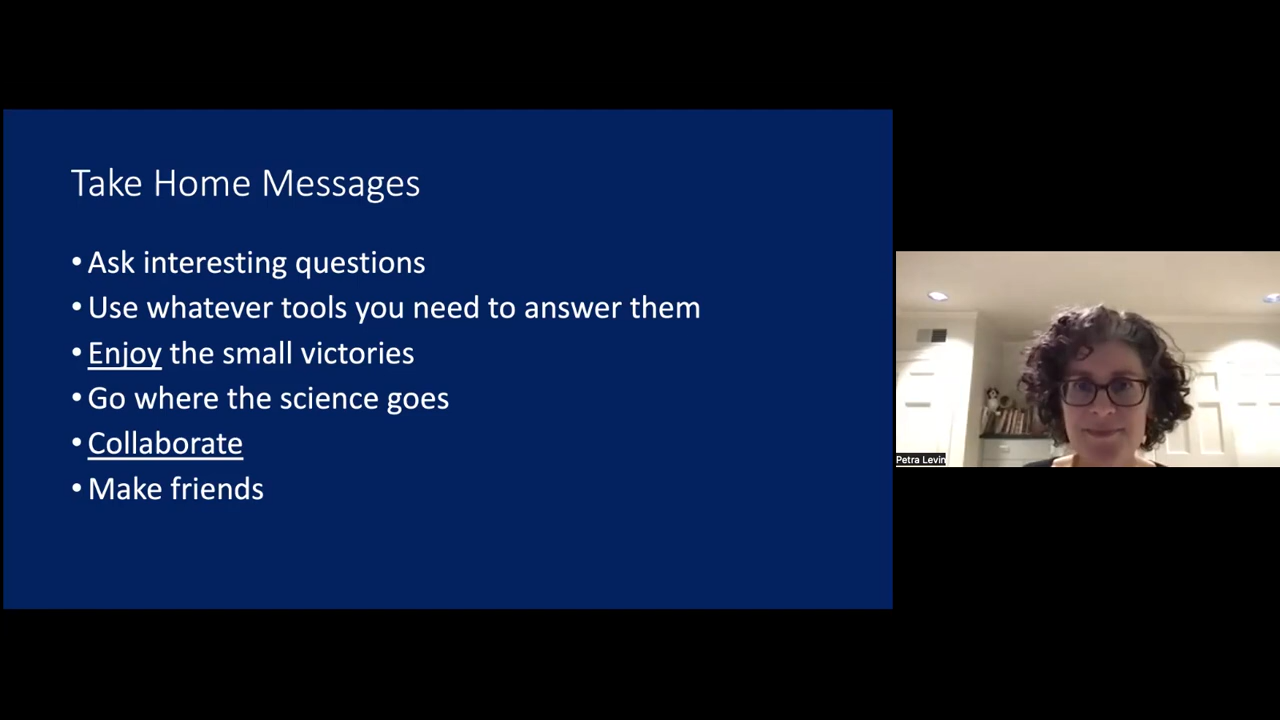 Take Home Messages
• Ask interesting questions
• Use whatever tools you need to answer them
• Enjoy the small victories
• Go where the science goes
• Collaborate
• Make friends
Petra Levin